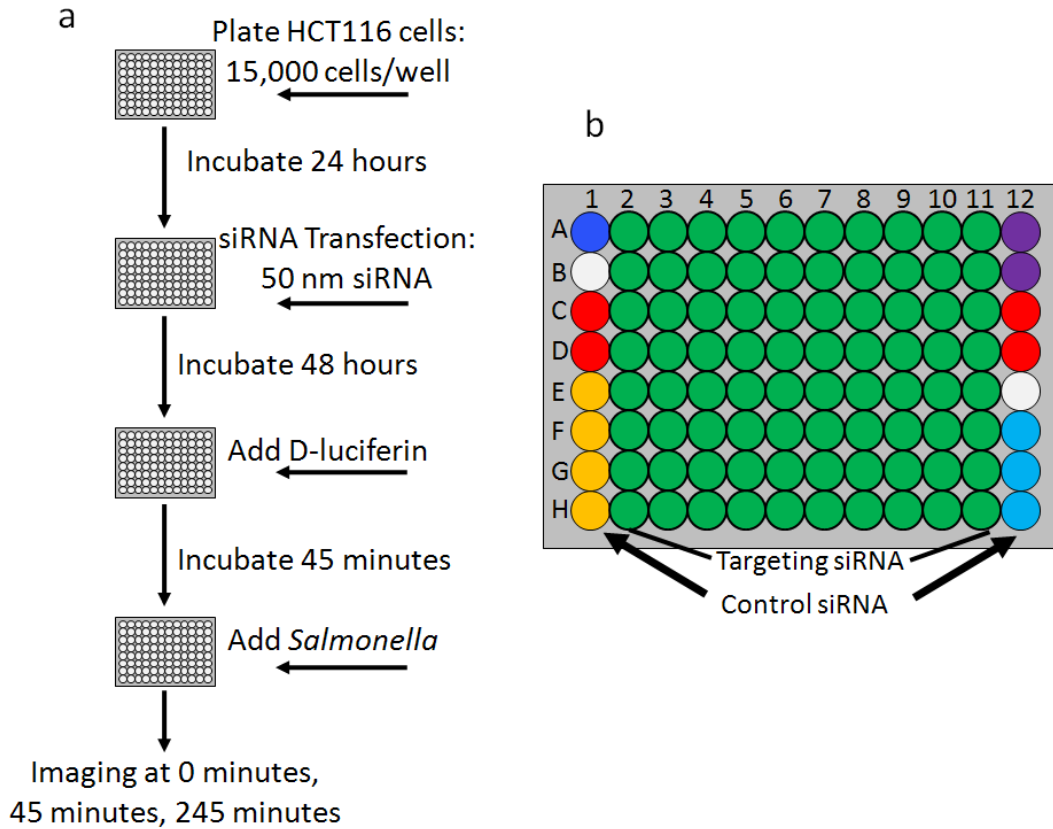 a
Plate HCT116 cells:
15,000 cells/well
Incubate 24 hours
siRNA Transfection:
50 nm siRNA
Incubate 48 hours
Add D-luciferin
Incubate 45 minutes
Add Salmonella
Imaging at 0 minutes,
45 minutes, 245 minutes
b
1 2 3 4 5 6 7 8 9 10 11 12
A
B
C
D
E
F
G
H
Targeting siRNA
Control siRNA